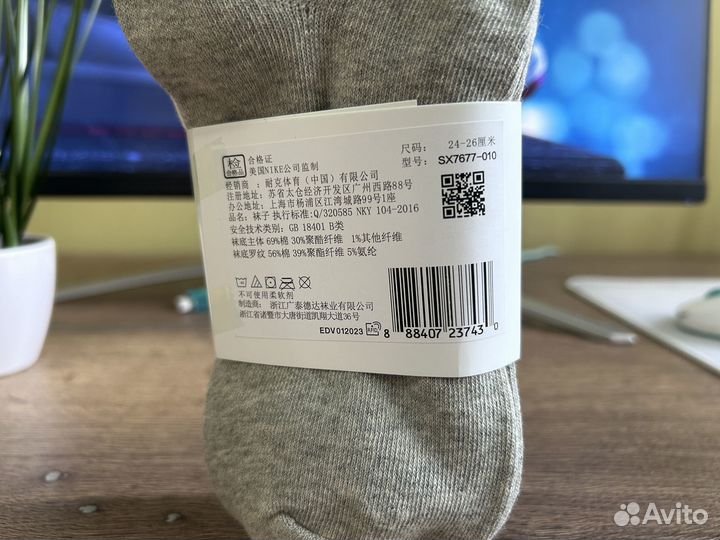 检
合格品
合格证
美国NIKE公司监制
尺码： 24-26厘米
型号： SX7677-010
经销商 ： 耐克体育（中国）有限公司
注册地址： 苏省太仓经济开发区广州西路88号
办公地址： 上海市杨浦区江湾城路99号1座
品名：袜子 执行标准:Q/320585 NKY 104-2016
安全技术类别: GB 18401 B类
袜底主体 69%棉 30%聚酯纤维 1%其他纤维
袜底罗纹 56%棉 39%聚酯纤维 5%氨纶
不可使用柔软剂
制造商： 浙江广泰德达袜业有限公司
浙江省诸暨市大唐街道凯翔大道36号
EDV012023
RFID
8 88407 23743 0
Avito